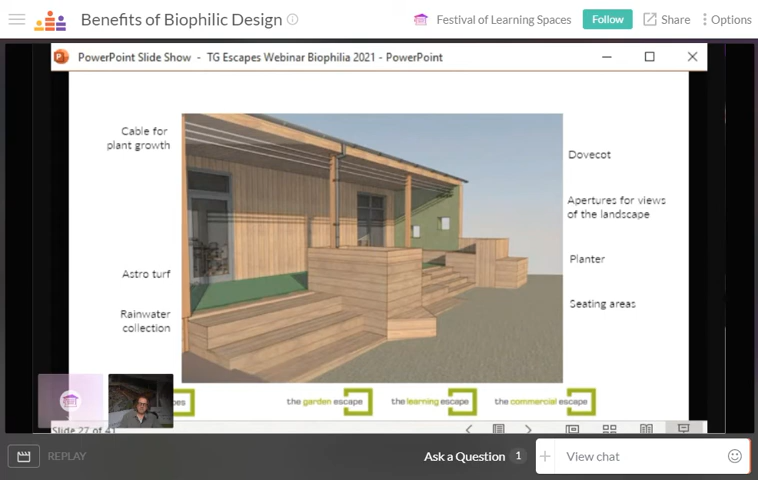 Benefits of Biophilic Design
Festival of Learning Spaces
Follow
Share
Options
PowerPoint Slide Show - TG Escapes Webinar Biophilia 2021 - PowerPoint
Cable for
plant growth
Astro turf
Rainwater
collection
Dovecot
Apertures for views
of the landscape
Planter
Seating areas
the garden escape
the learning escape
the commercial escape
Slide 27 of 41
REPLAY
Ask a Question 1
View chat